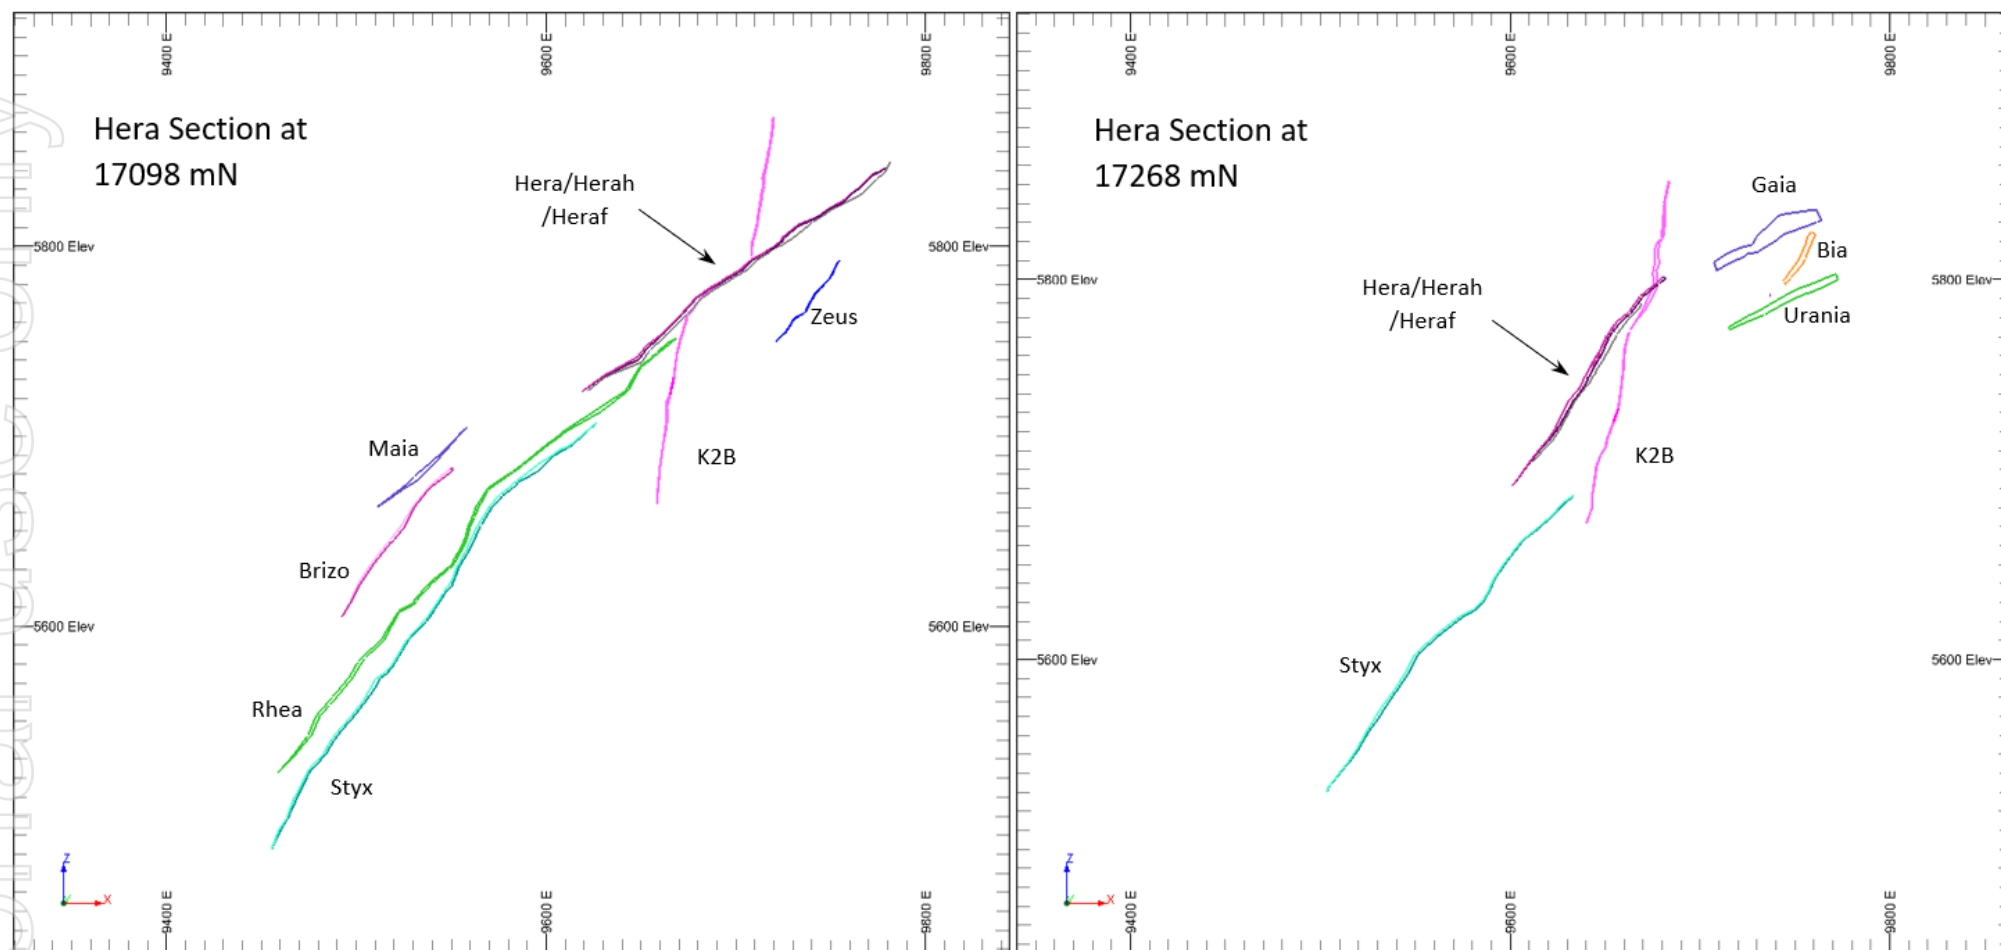 9400 E
9600 E
9800 E
Hera Section at
17098 mN
Hera/Herah
/Heraf
5800 Elev
5800 Elev
Zeus
Maia
K2B
Brizo
5600 Elev
5600 Elev
Rhea
Styx
Z
X
9400 E
9600 E
9800 E
9400 E
9600 E
9800 E
Hera Section at
17268 mN
Gaia
Bia
5800 Elev
5800 Elev
Hera/Herah
/Heraf
Urania
K2B
5600 Elev
5600 Elev
Styx
Z
X
9400 E
9600 E
9800 E